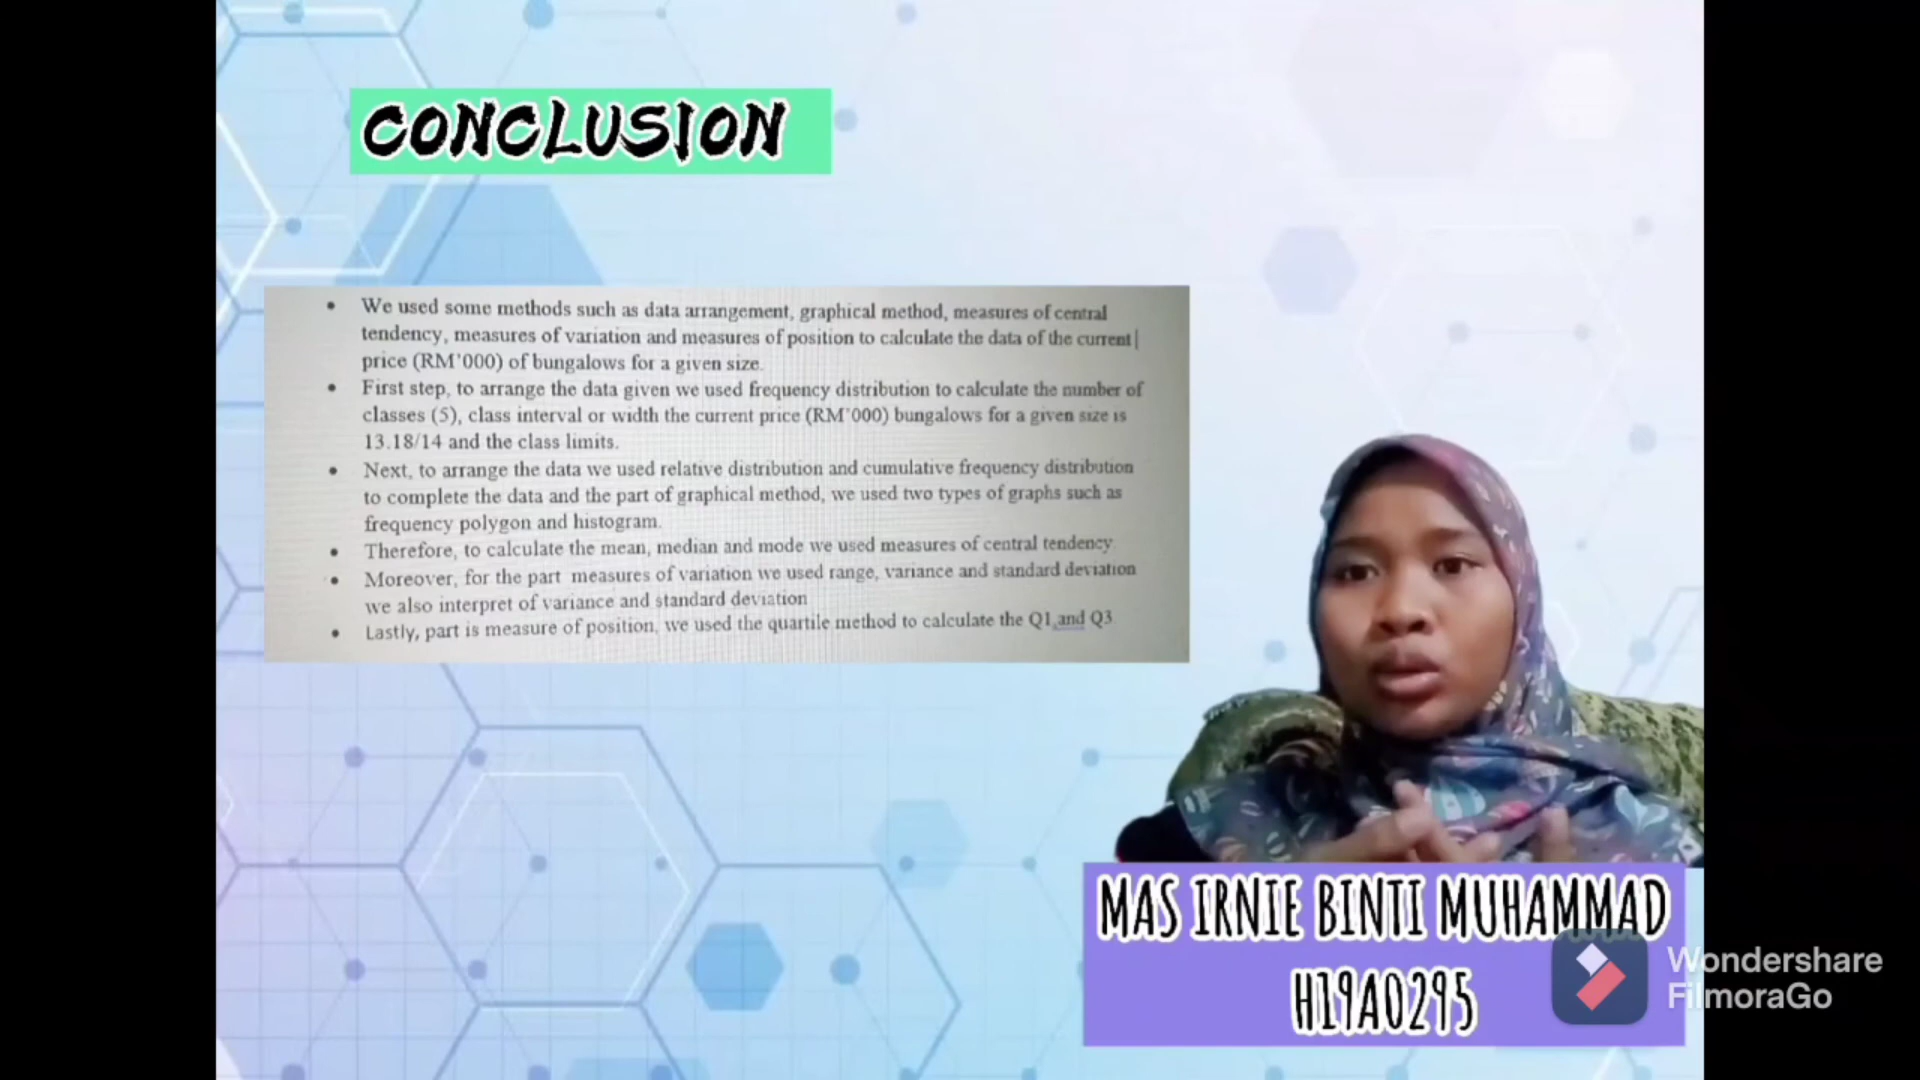 CONCLUSION
• We used some methods such as data arrangement, graphical method, measures of central
tendency, measures of variation and measures of position to calculate the data of the current
price (RM'000) of bungalows for a given size.
• First step, to arrange the data given we used frequency distribution to calculate the number of
classes (5), class interval or width the current price (RM'000) bungalows for a given size is
13.18/14 and the class limits.
• Next, to arrange the data we used relative distribution and cumulative frequency distribution
to complete the data and the part of graphical method, we used two types of graphs such as
frequency polygon and histogram.
• Therefore, to calculate the mean, median and mode we used measures of central tendency
• Moreover, for the part measures of variation we used range, variance and standard deviation
we also interpret of variance and standard deviation
• Lastly, part is measure of position, we used the quartile method to calculate the Q1 and Q3
MAS IRNIE BINTI MUHAMMAD
H19A0295
Wondershare
FilmoraGo